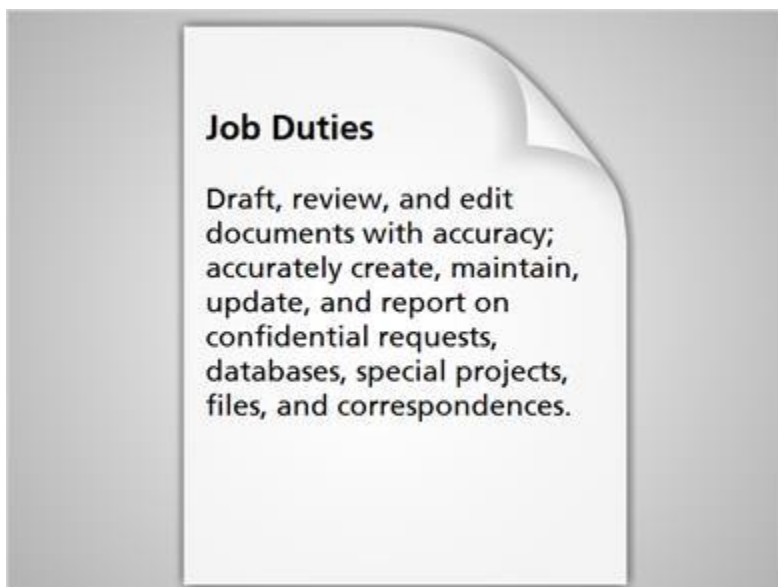 Job Duties
Draft, review, and edit
documents with accuracy;
accurately create, maintain,
update, and report on
confidential requests,
databases, special projects,
files, and correspondences.